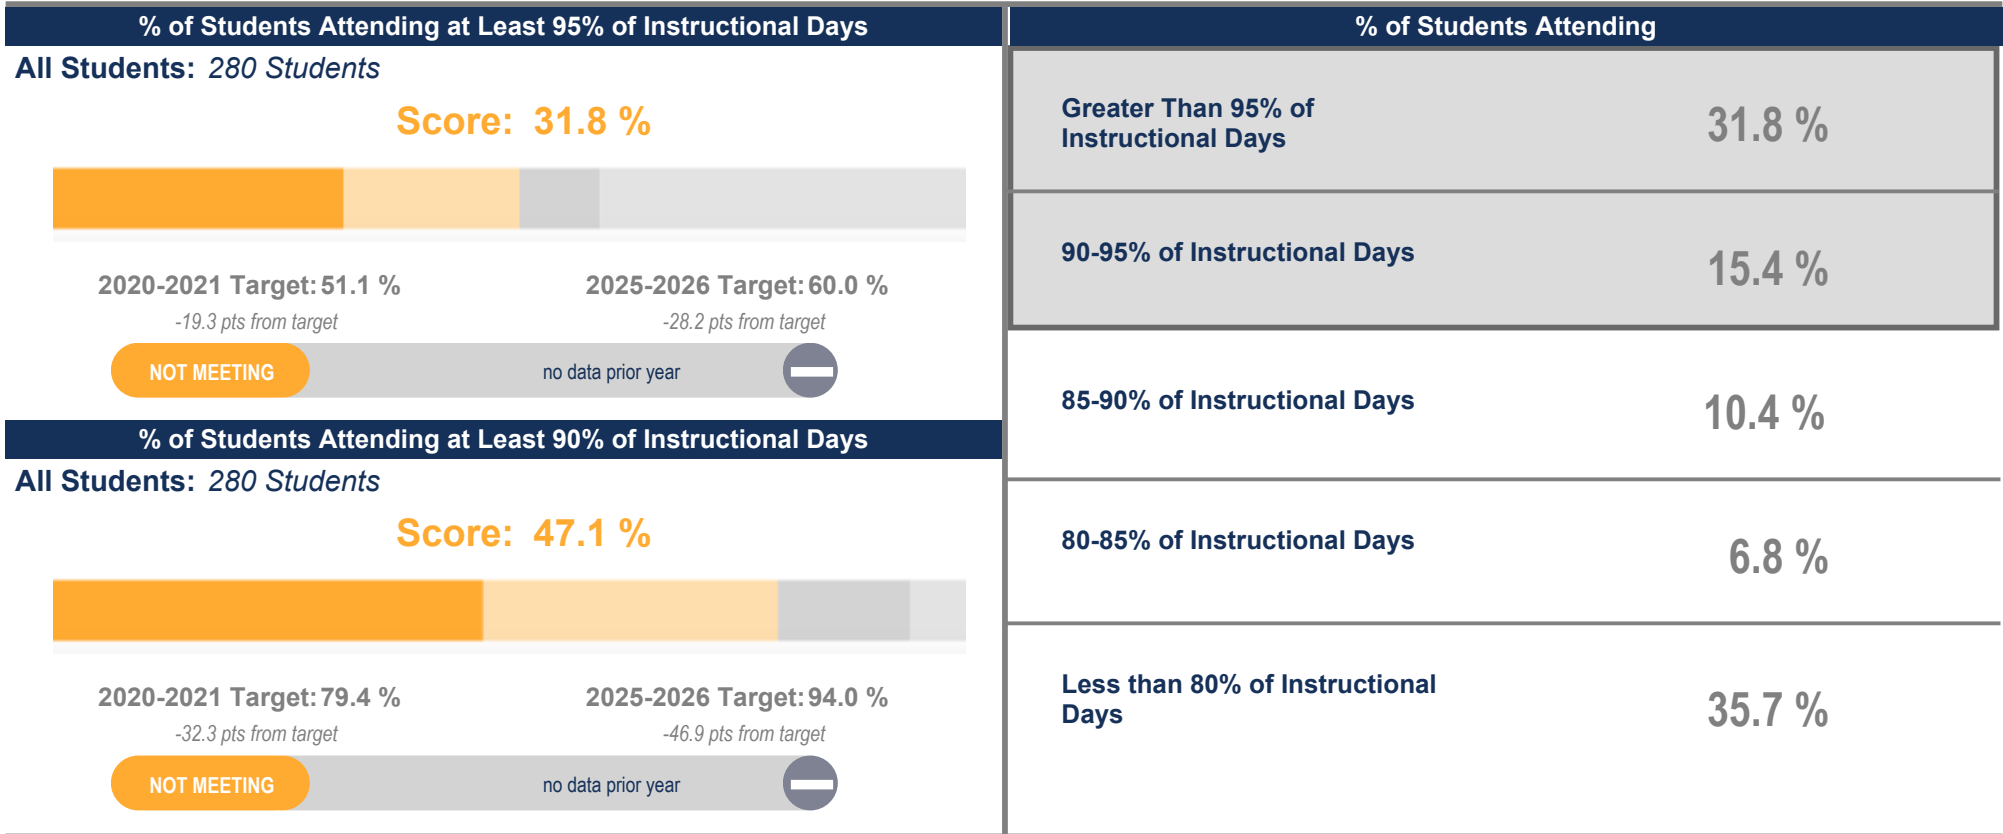 % of Students Attending at Least 95% of Instructional Days
All Students: 280 Students
Score: 31.8 %
2020-2021 Target: 51.1 %
2025-2026 Target: 60.0 %
-19.3 pts from target
-28.2 pts from target
NOT MEETING
no data prior year
% of Students Attending at Least 90% of Instructional Days
All Students: 280 Students
Score: 47.1 %
2020-2021 Target: 79.4 %
2025-2026 Target: 94.0 %
-32.3 pts from target
-46.9 pts from target
NOT MEETING
no data prior year
% of Students Attending
Greater Than 95% of
Instructional Days
31.8 %
90-95% of Instructional Days
15.4 %
85-90% of Instructional Days
10.4 %
80-85% of Instructional Days
6.8 %
Less than 80% of Instructional
Days
35.7 %